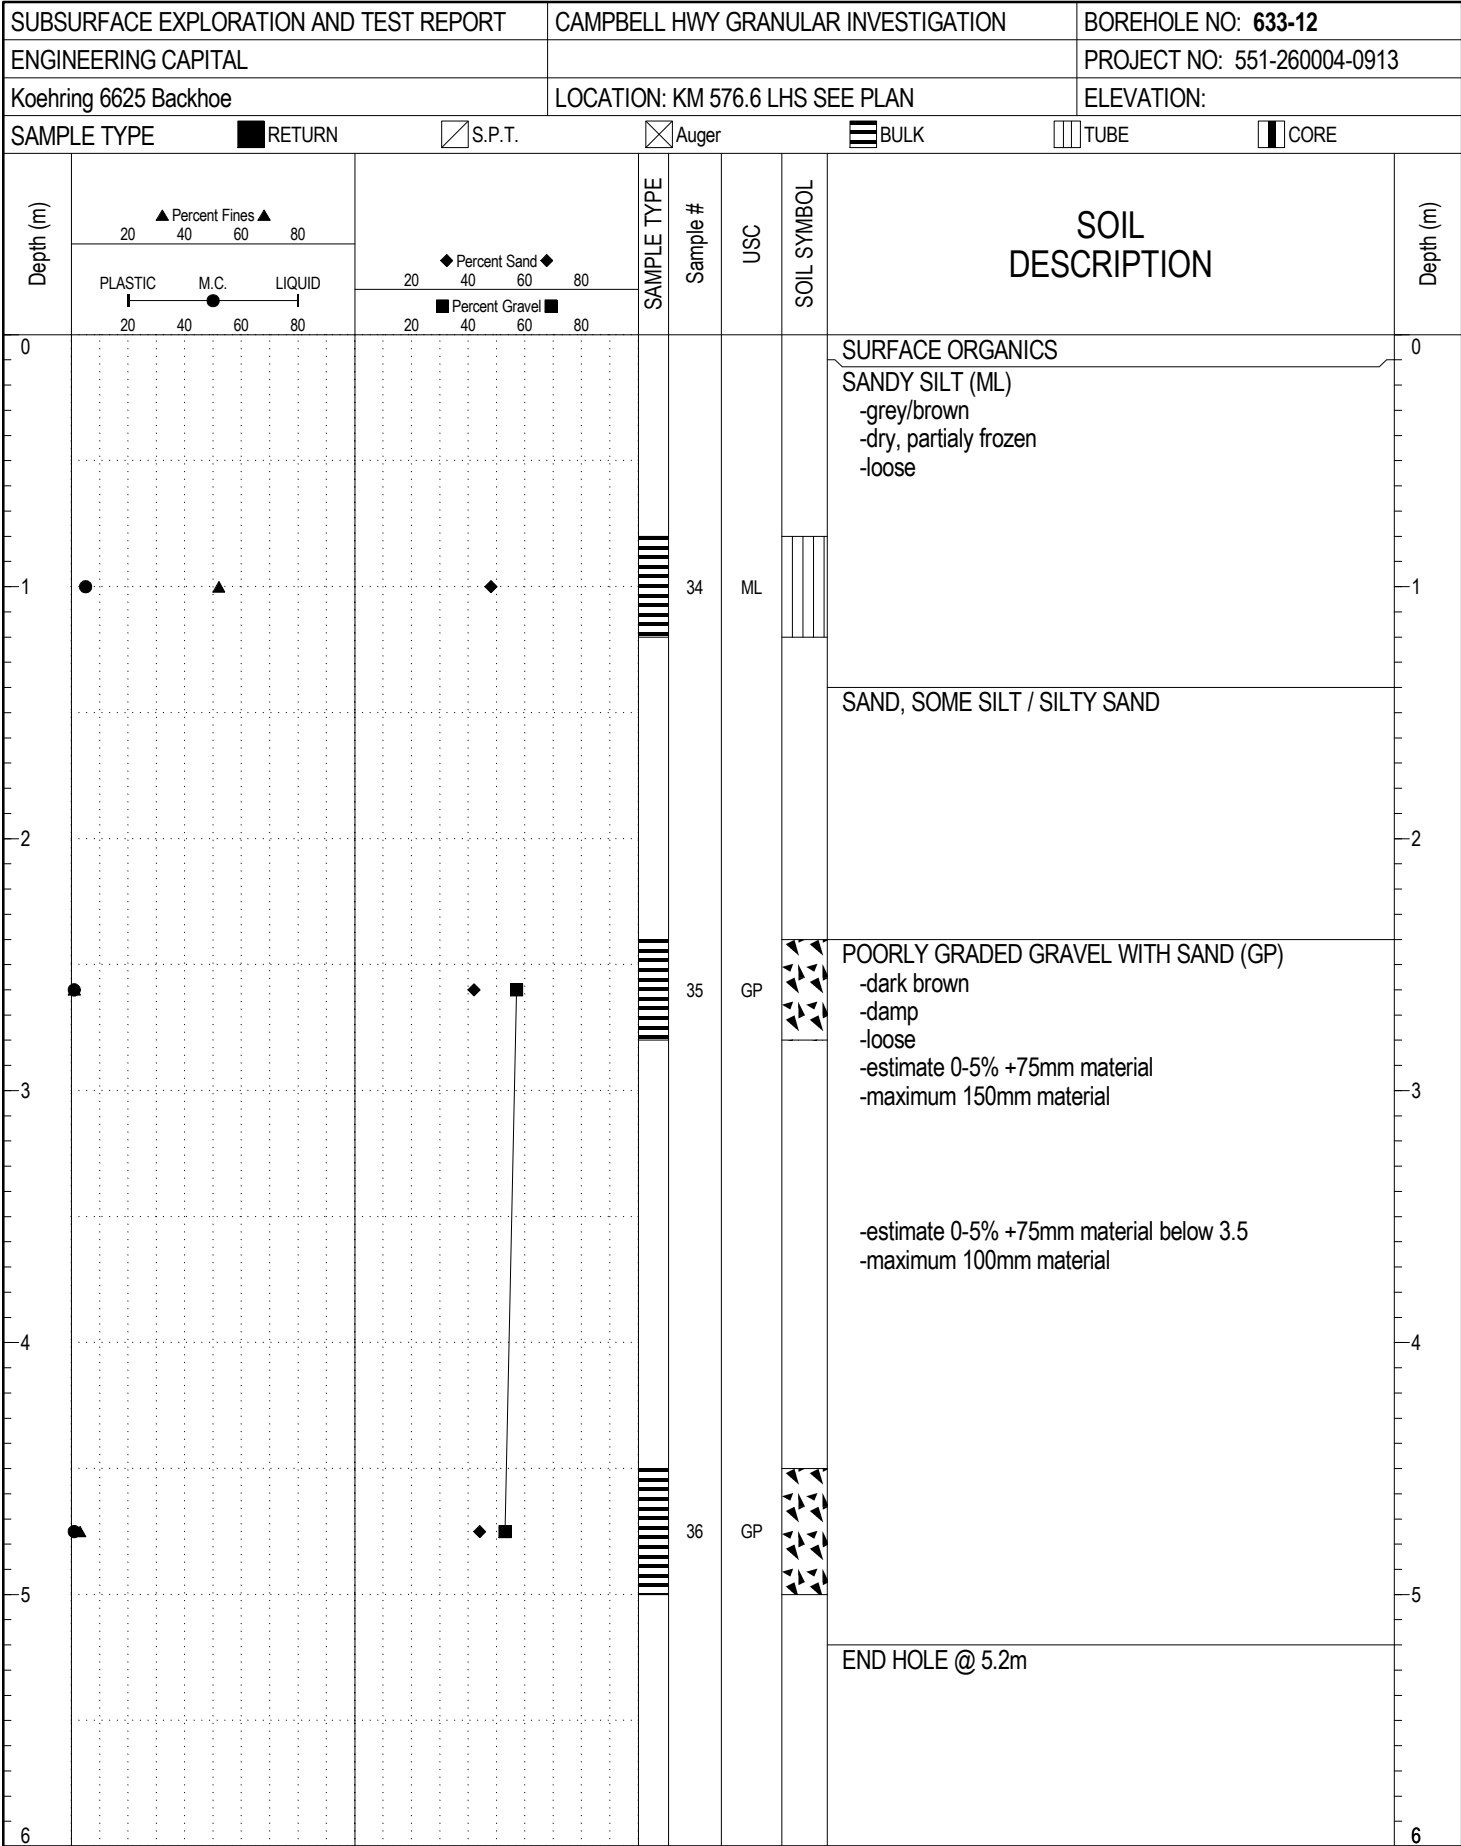 SUBSURFACE EXPLORATION AND TEST REPORT CAMPBELL HWY GRANULAR INVESTIGATION BOREHOLE NO: 633-12
ENGINEERING CAPITAL PROJECT NO: 551-260004-0913
Koehring 6625 Backhoe LOCATION: KM 576.6 LHS SEE PLAN ELEVATION:
SAMPLE TYPE RETURN S.P.T. Auger BULK TUBE CORE
Depth (m)
Percent Fines
20 40 60 80
PLASTIC M.C. LIQUID
20 40 60 80
Percent Sand
20 40 60 80
Percent Gravel
20 40 60 80
SAMPLE TYPE
Sample #
USC
SOIL SYMBOL
SOIL
DESCRIPTION
Depth (m)
0 SURFACE ORGANICS 0
SANDY SILT (ML)
-grey/brown
-dry, partialy frozen
-loose
1 34 ML 1
SAND, SOME SILT / SILTY SAND
2 2
POORLY GRADED GRAVEL WITH SAND (GP)
-dark brown
35 GP
-damp
-loose
-estimate 0-5% +75mm material
3 -maximum 150mm material 3
-estimate 0-5% +75mm material below 3.5
-maximum 100mm material
4 4
36 GP
5 5
END HOLE @ 5.2m
6 6